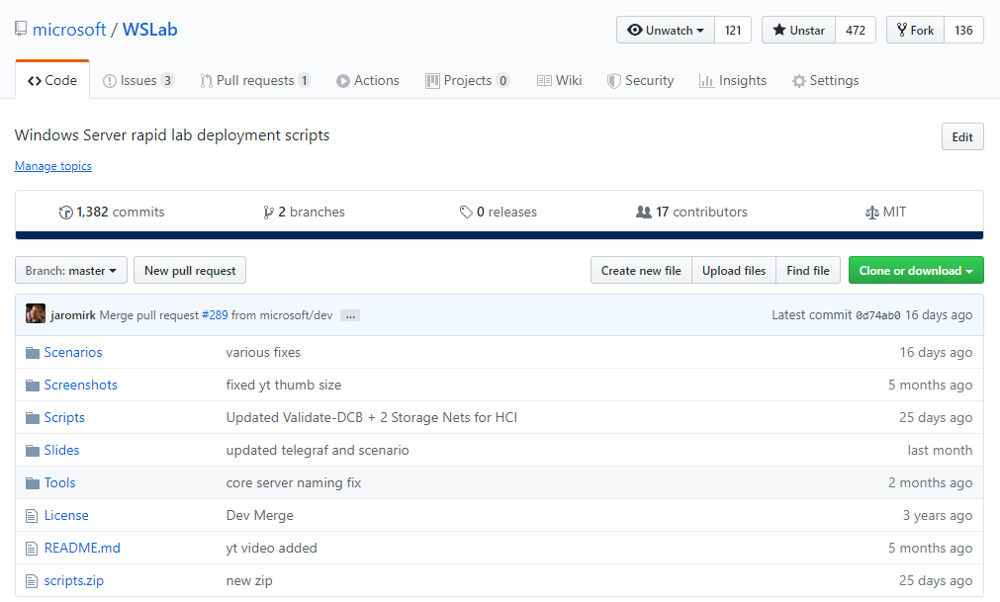 microsoft / WSLab Unwatch 121 Unstar 472 Fork 136
Code Issues 3 Pull requests 1 Actions Projects 0 Wiki Security Insights Settings
Windows Server rapid lab deployment scripts Edit
Manage topics
1,382 commits 2 branches 0 releases 17 contributors MIT
Branch: master New pull request Create new file Upload files Find file Clone or download
jaromirk Merge pull request #289 from microsoft/dev ... Latest commit 0d74ab0 16 days ago
Scenarios various fixes 16 days ago
Screenshots fixed yt thumb size 5 months ago
Scripts Updated Validate-DCB + 2 Storage Nets for HCI 25 days ago
Slides updated telegraf and scenario last month
Tools core server naming fix 2 months ago
License Dev Merge 3 years ago
README.md yt video added 5 months ago
scripts.zip new zip 25 days ago